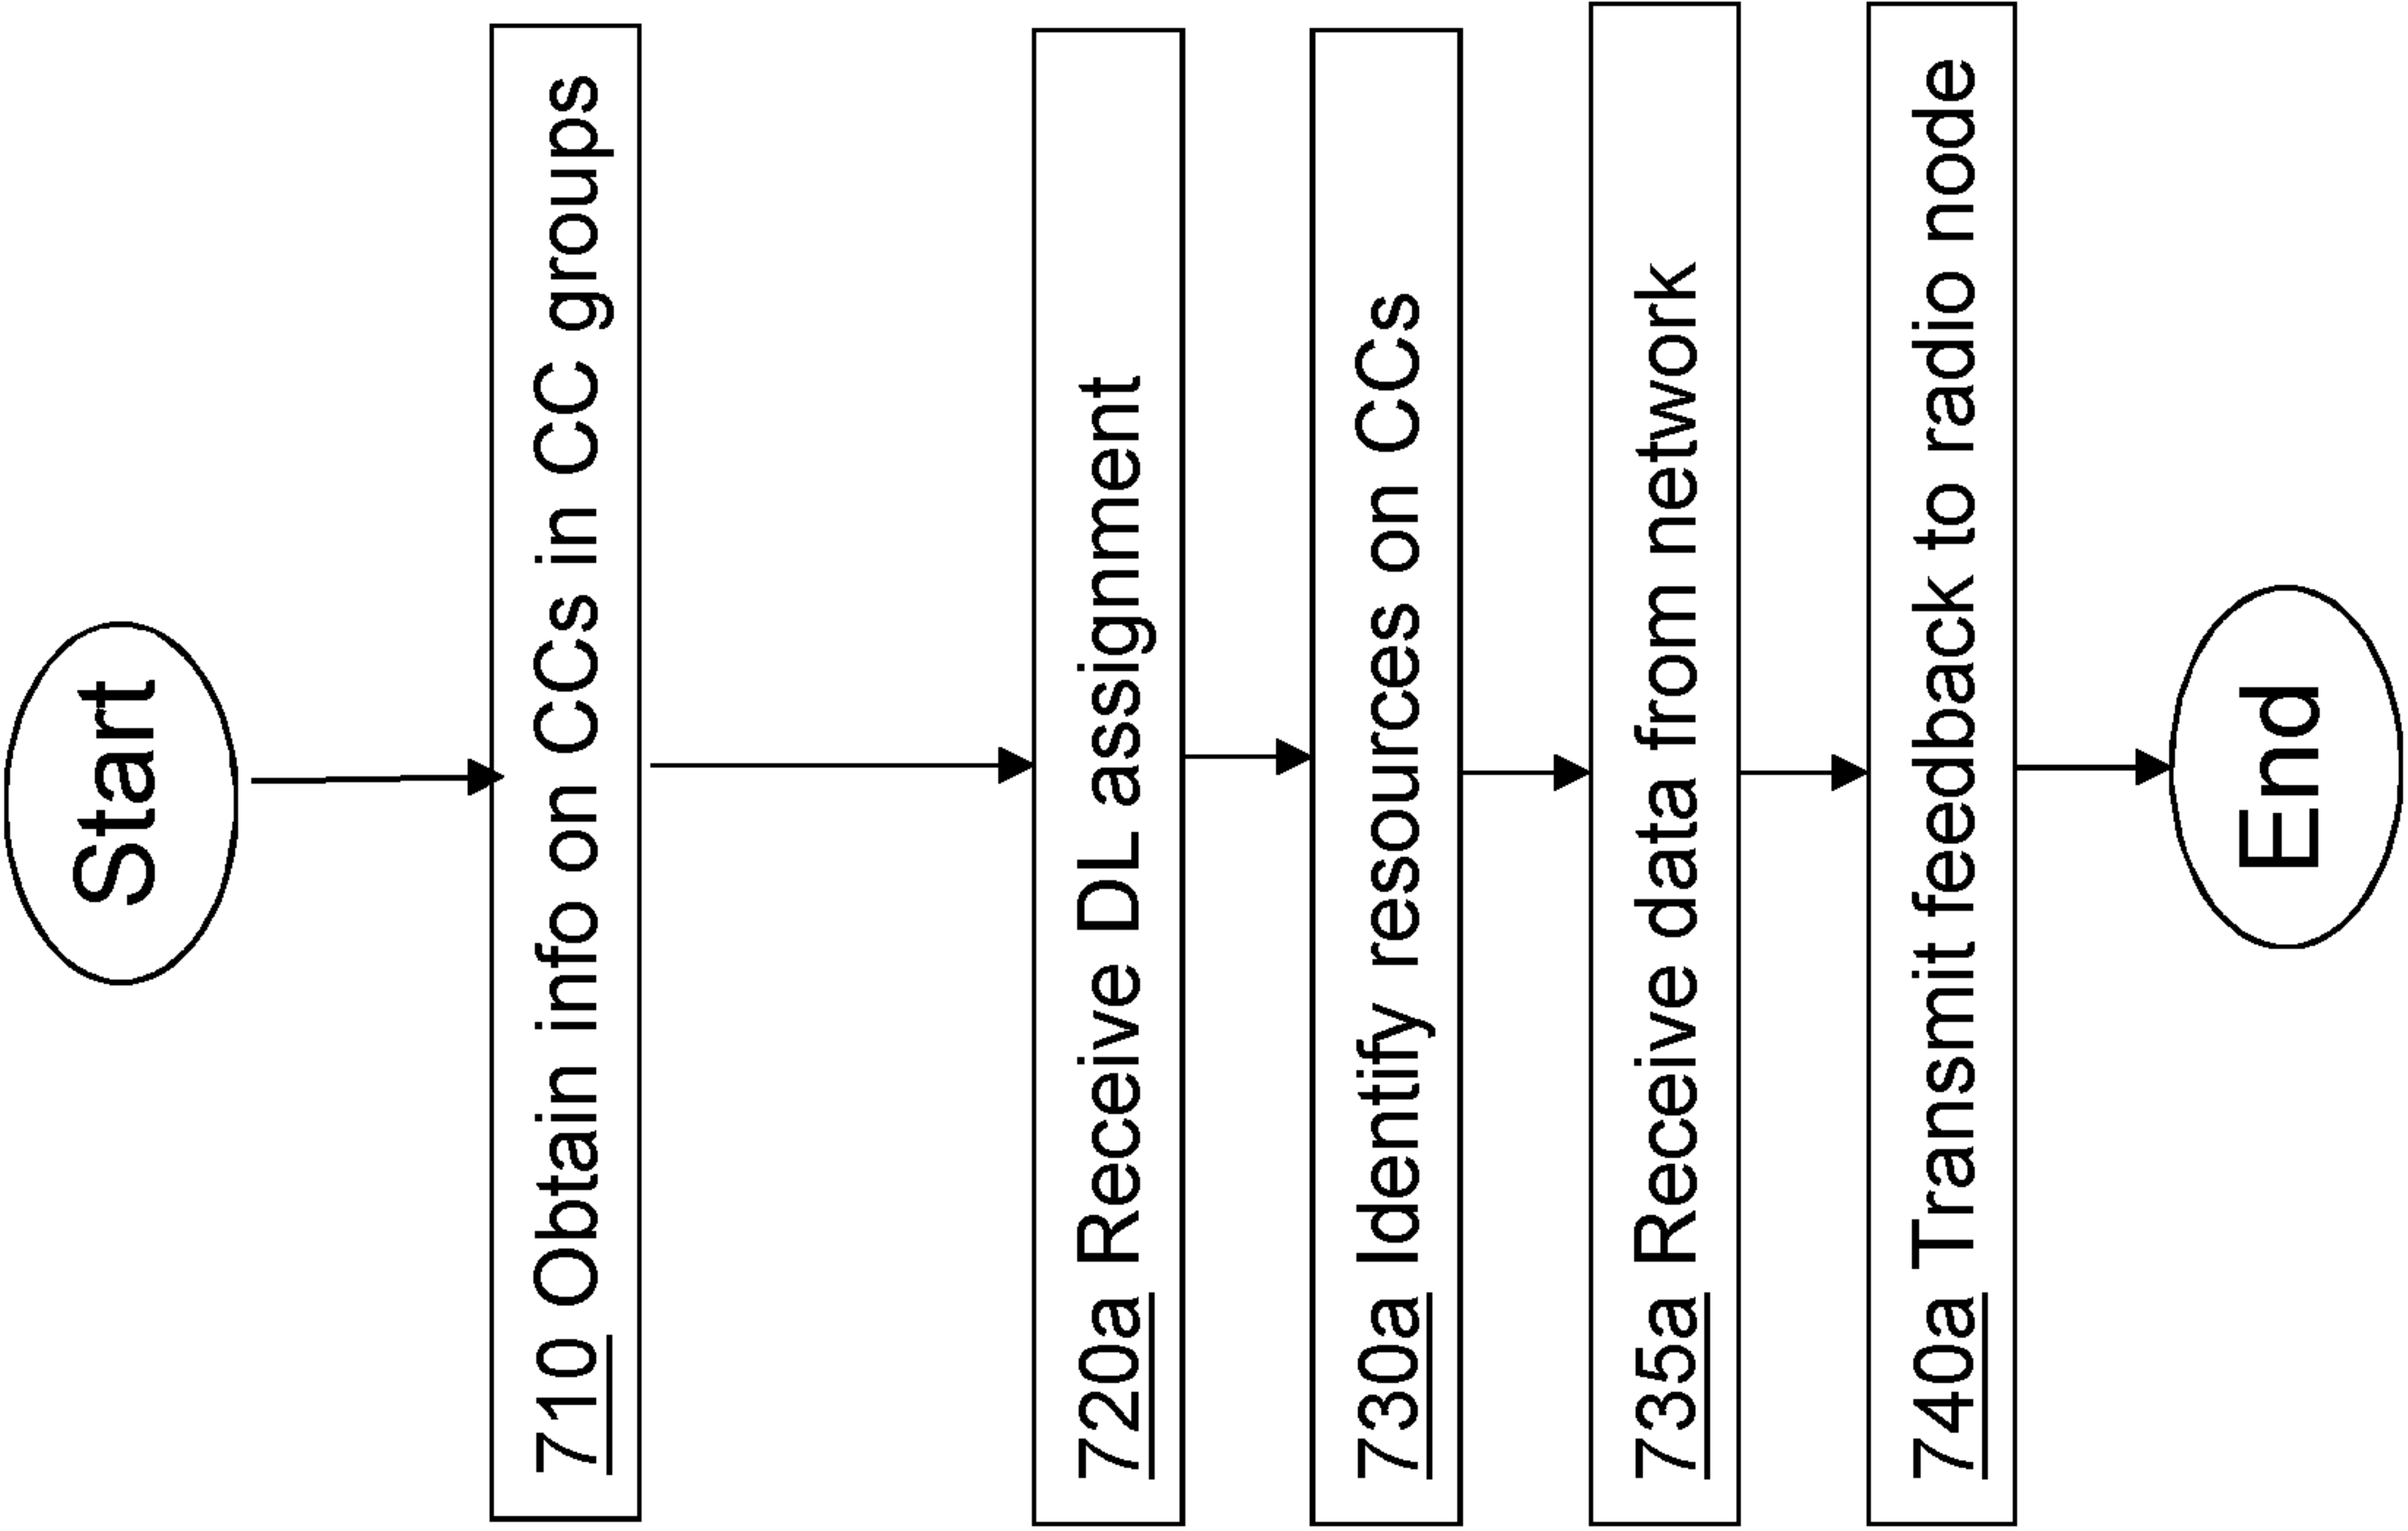 Start
710 Obtain info on CCs in CC groups
720a Receive DL assignment
730a Identify resources on CCs
735a Receive data from network
740a Transmit feedback to radio node
End